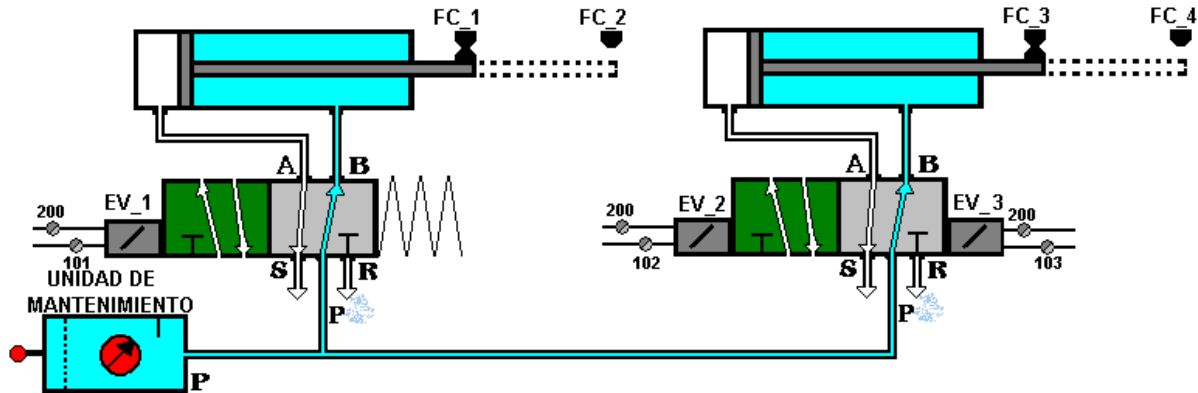 FC_1 FC_2 FC_3 FC_4
A B A B
EV_1 EV_2 EV_3
200 200 200
101 102 103
S R S R
UNIDAD DE
MANTENIMIENTO
P P
P